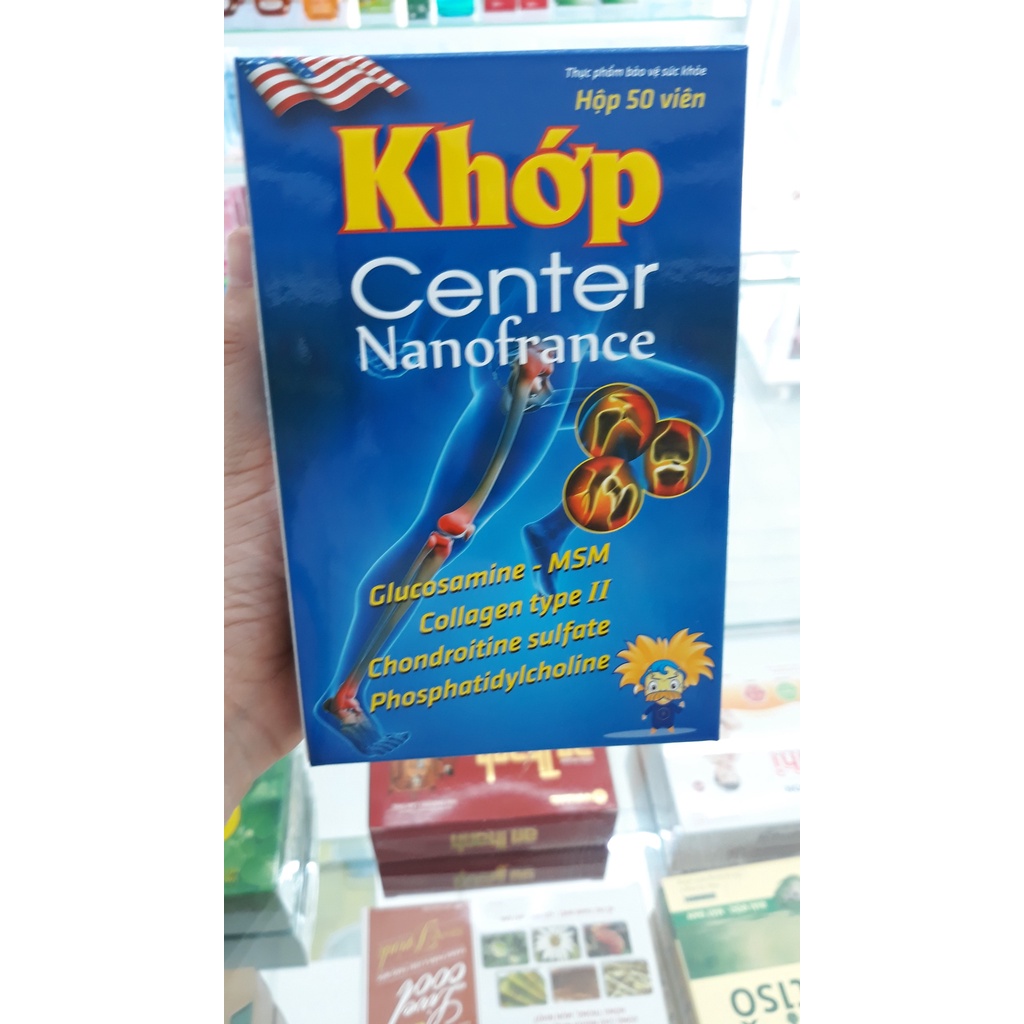 Thực phẩm bảo vệ sức khỏe
Hộp 50 viên
Khớp
Center
Nanofrance
Glucosamine - MSM
Collagen type II
Chondroitine sulfate
Phosphatidylcholine